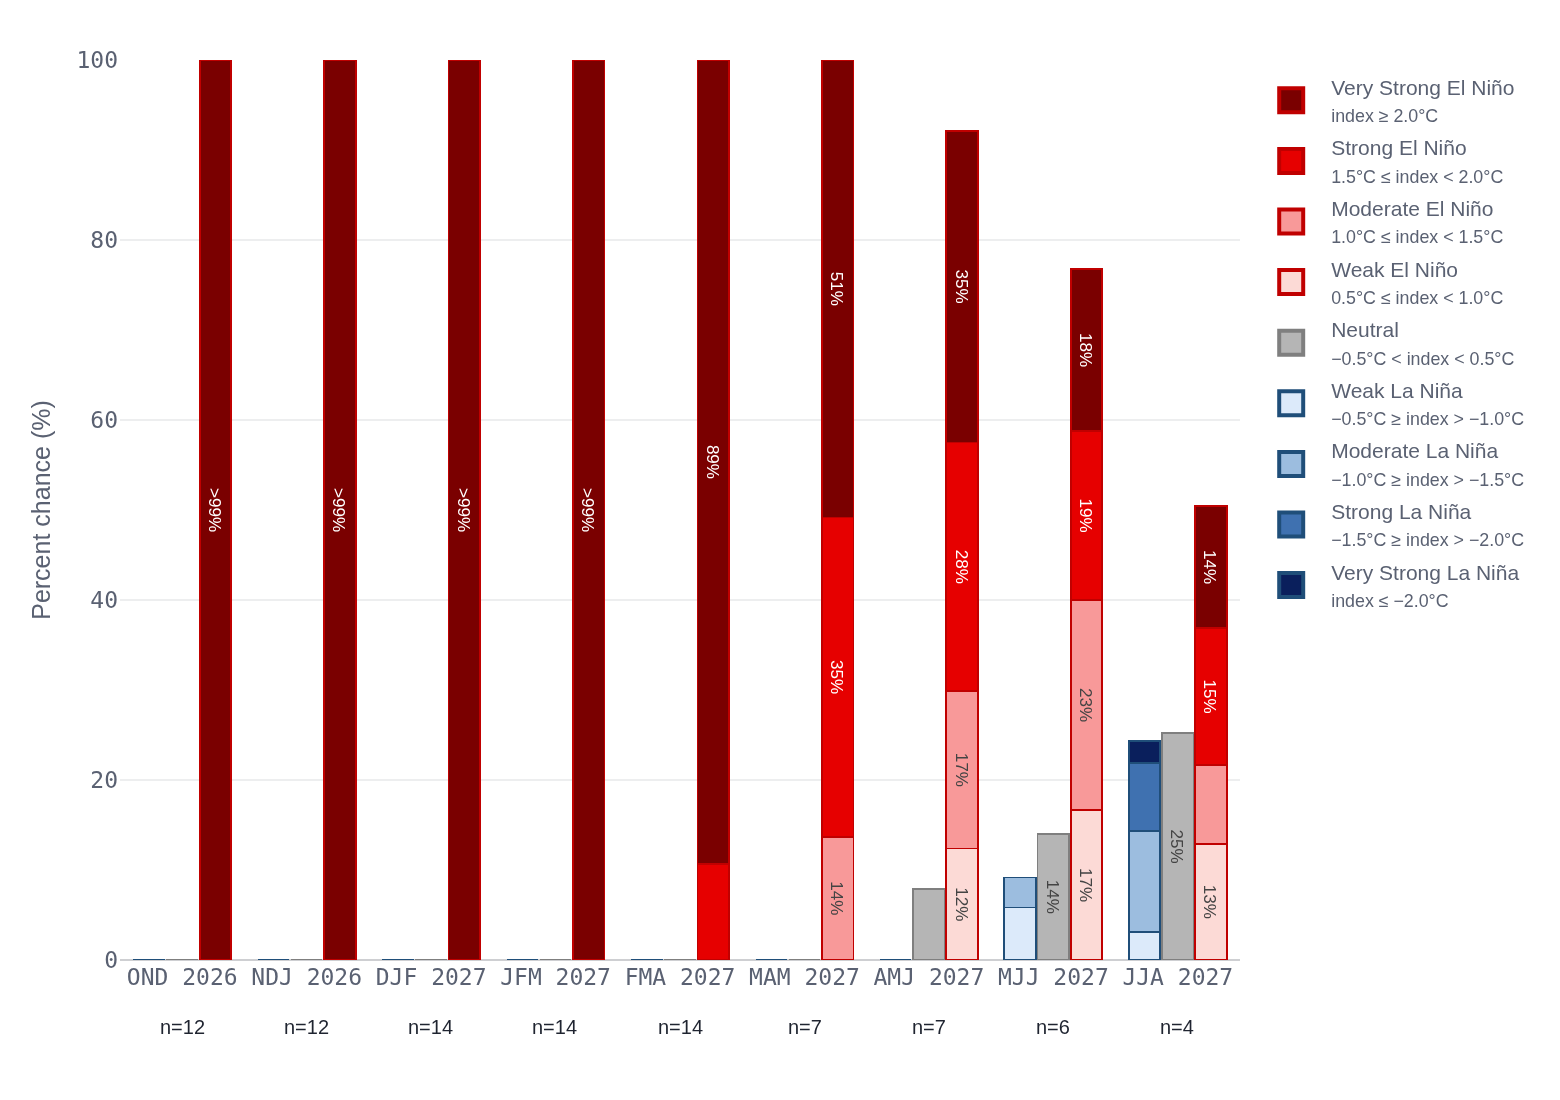 Percent chance (%)
100
80
60
40
20
0
>99%
>99%
>99%
>99%
89%
51%
35%
14%
35%
28%
17%
12%
14%
18%
19%
23%
17%
25%
14%
15%
13%
OND 2026 NDJ 2026 DJF 2027 JFM 2027 FMA 2027 MAM 2027 AMJ 2027 MJJ 2027 JJA 2027
n=12 n=12 n=14 n=14 n=14 n=7 n=7 n=6 n=4
Very Strong El Niño
index ≥ 2.0°C
Strong El Niño
1.5°C ≤ index < 2.0°C
Moderate El Niño
1.0°C ≤ index < 1.5°C
Weak El Niño
0.5°C ≤ index < 1.0°C
Neutral
−0.5°C < index < 0.5°C
Weak La Niña
−0.5°C ≥ index > −1.0°C
Moderate La Niña
−1.0°C ≥ index > −1.5°C
Strong La Niña
−1.5°C ≥ index > −2.0°C
Very Strong La Niña
index ≤ −2.0°C